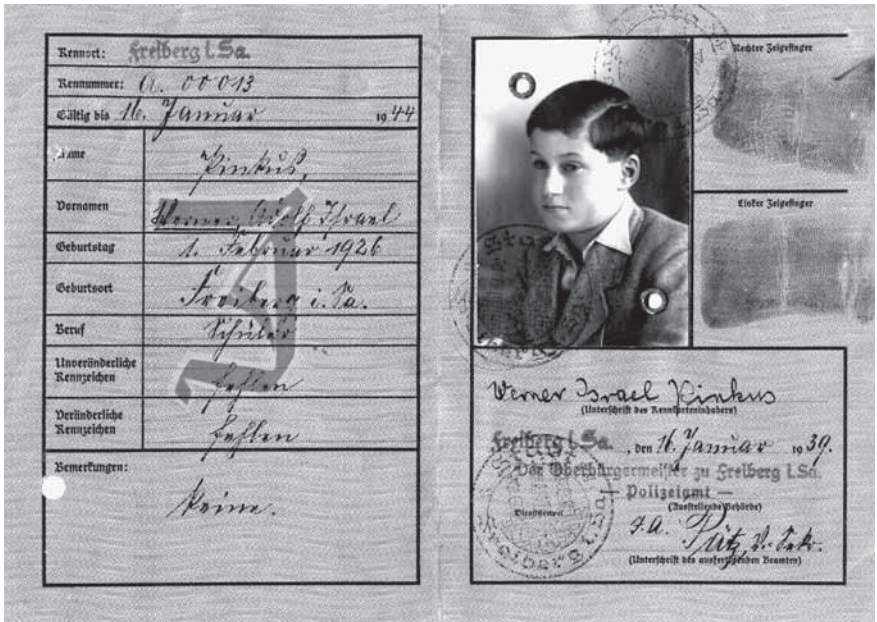 Kennort: Freiberg i. Sa.
Kennummer: A. 00013
Gültig bis 16. Januar 1944
Name Pinkuß,
Vornamen Werner, Adolf Israel
Geburtstag 1. Februar 1926
Geburtsort Freiberg i. Sa.
Beruf Schüler
Unveränderliche
Kennzeichen fehlen
Veränderliche
Kennzeichen fehlen
Bemerkungen:
Keine.
J
Rechter Zeigefinger
Linker Zeigefinger
Werner Israel Pinkus
(Unterschrift des Kennkarteninhabers)
Freiberg i. Sa., den 16. Januar 1939.
Der Oberbürgermeister zu Freiberg i. Sa.
— Polizeiamt —
(Ausstellende Behörde)
Dienststempel
J. A.
(Unterschrift des ausfertigenden Beamten)